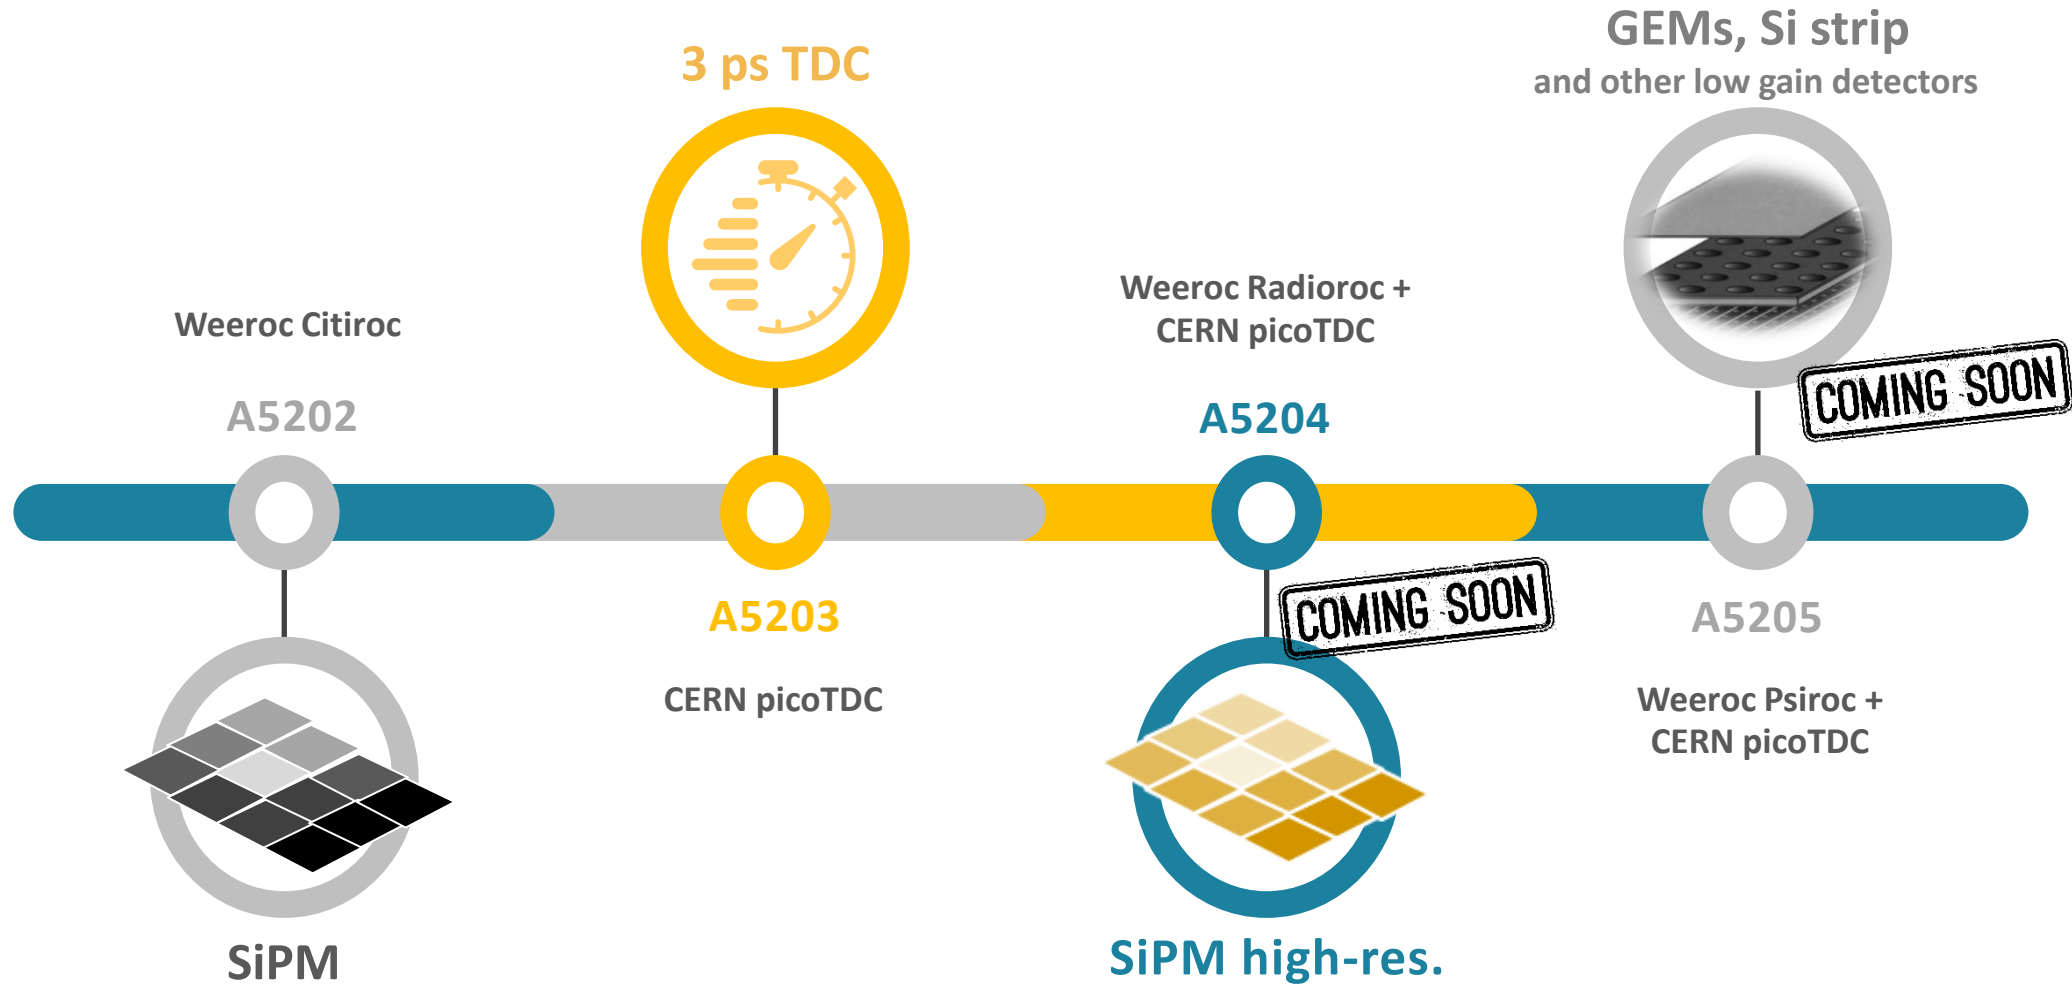 GEMs, Si strip
and other low gain detectors
3 ps TDC
Weeroc Citiroc
A5202
Weeroc Radioroc +
CERN picoTDC
A5204
COMING SOON
COMING SOON
A5203
CERN picoTDC
A5205
Weeroc Psiroc +
CERN picoTDC
SiPM
SiPM high-res.